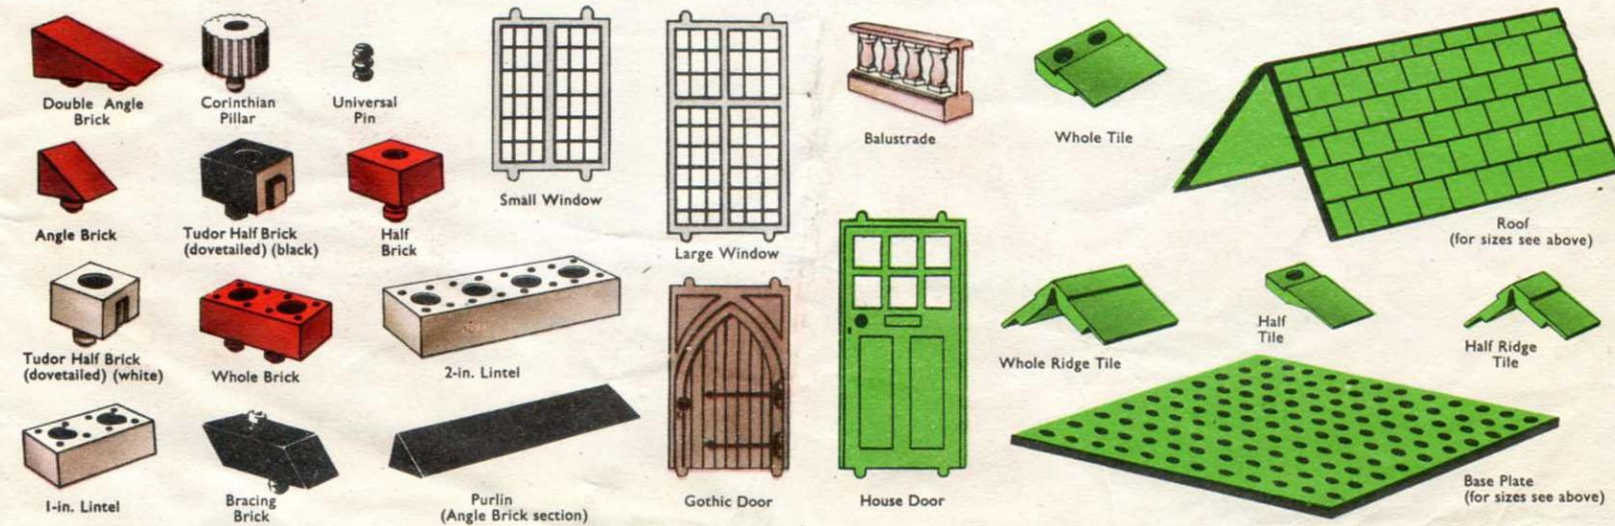 Double Angle
Brick
Corinthian
Pillar
Universal
Pin
Angle Brick
Tudor Half Brick
(dovetailed) (black)
Half
Brick
Small Window
Large Window
Balustrade
Whole Tile
Roof
(for sizes see above)
Tudor Half Brick
(dovetailed) (white)
Whole Brick
2-in. Lintel
Whole Ridge Tile
Half
Tile
Half Ridge
Tile
1-in. Lintel
Bracing
Brick
Purlin
(Angle Brick section)
Gothic Door
House Door
Base Plate
(for sizes see above)